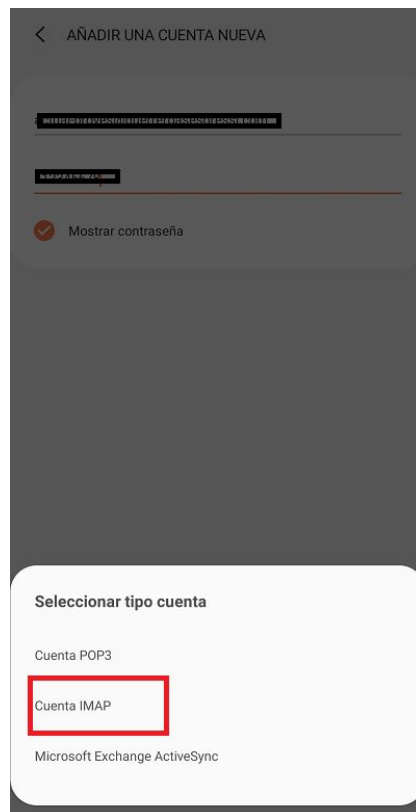 AÑADIR UNA CUENTA NUEVA
Mostrar contraseña
Seleccionar tipo cuenta
Cuenta POP3
Cuenta IMAP
Microsoft Exchange ActiveSync